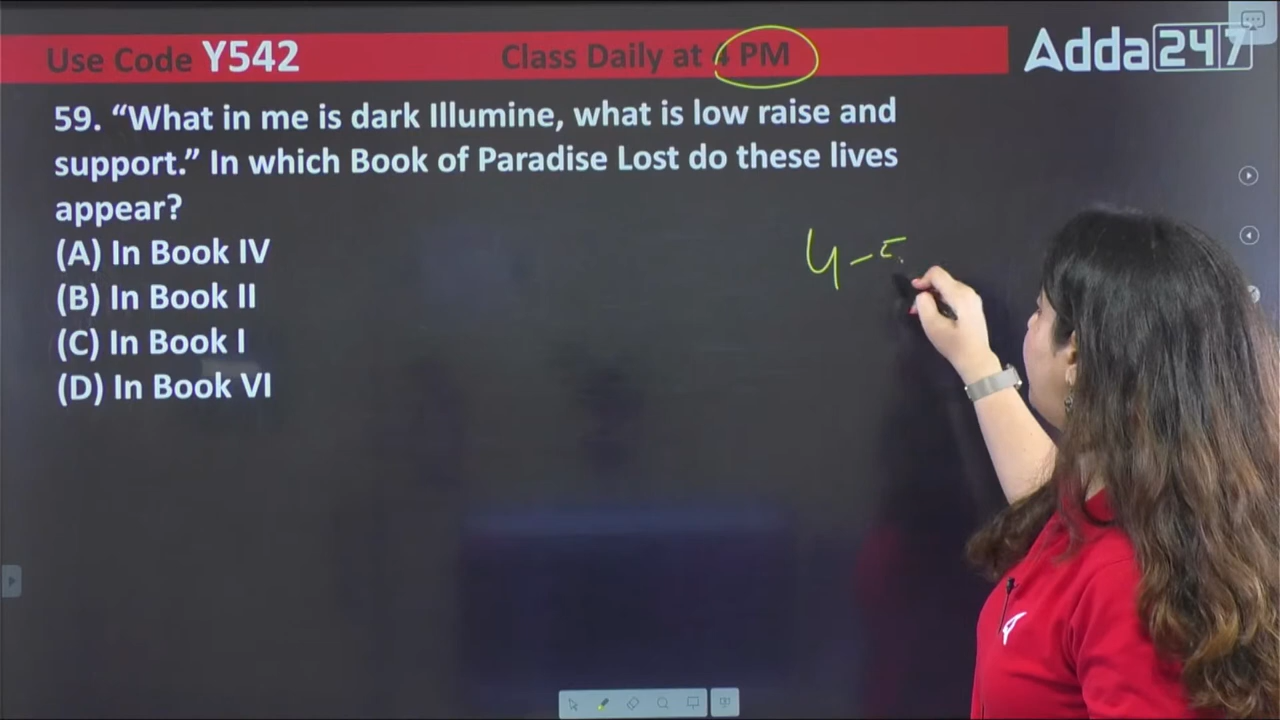 Use Code Y542 Class Daily at 4 PM Adda247
59. “What in me is dark Illumine, what is low raise and
support.” In which Book of Paradise Lost do these lives
appear?
(A) In Book IV
(B) In Book II
(C) In Book I
(D) In Book VI
4-5